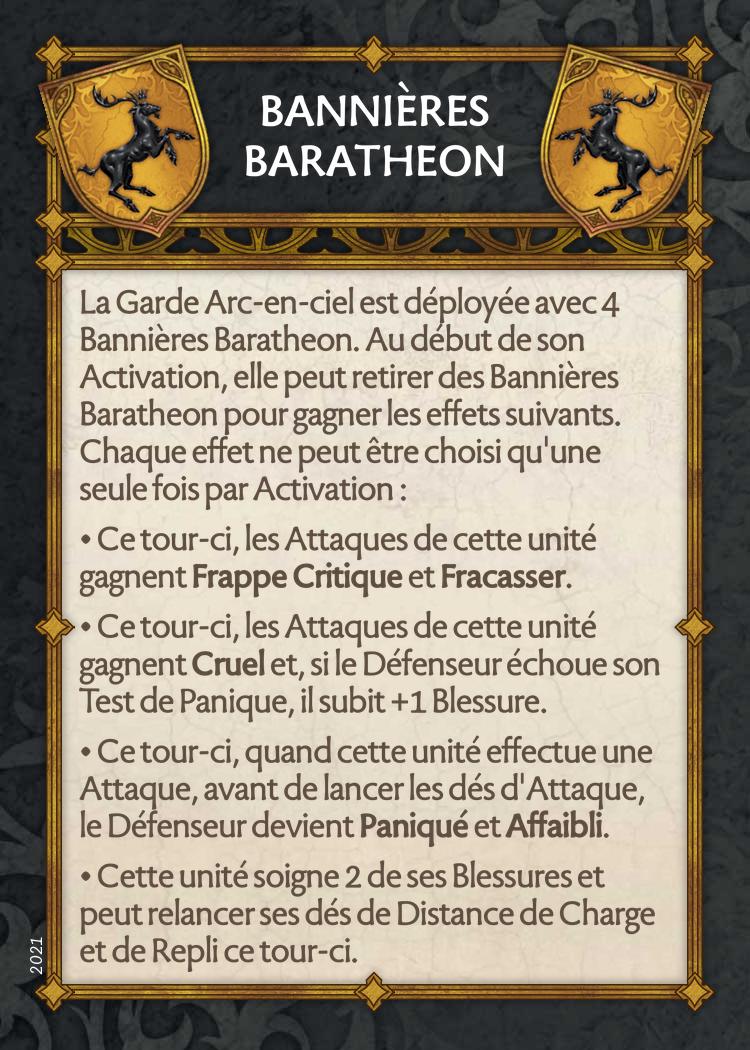 BANNIÈRES
BARATHEON
La Garde Arc-en-ciel est déployée avec 4
Bannières Baratheon. Au début de son
Activation, elle peut retirer des Bannières
Baratheon pour gagner les effets suivants.
Chaque effet ne peut être choisi qu'une
seule fois par Activation :
• Ce tour-ci, les Attaques de cette unité
gagnent Frappe Critique et Fracasser.
• Ce tour-ci, les Attaques de cette unité
gagnent Cruel et, si le Défenseur échoue son
Test de Panique, il subit +1 Blessure.
• Ce tour-ci, quand cette unité effectue une
Attaque, avant de lancer les dés d'Attaque,
le Défenseur devient Paniqué et Affaibli.
• Cette unité soigne 2 de ses Blessures et
peut relancer ses dés de Distance de Charge
et de Repli ce tour-ci.
2021